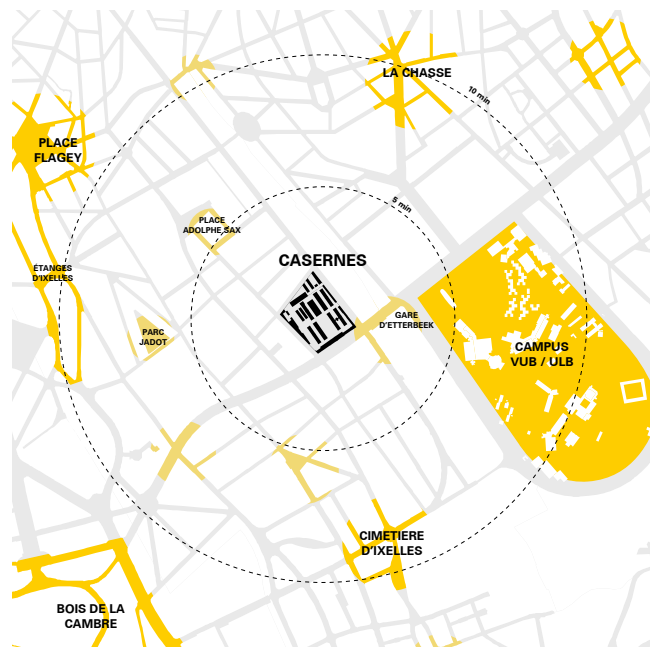 LA CHASSE
10 min
PLACE
FLAGEY
5 min
PLACE
ADOLPHE SAX
CASERNES
ÉTANGES
D'IXELLES
GARE
D'ETTERBEEK
PARC
JADOT
CAMPUS
VUB / ULB
CIMETIERE
D'IXELLES
BOIS DE LA
CAMBRE